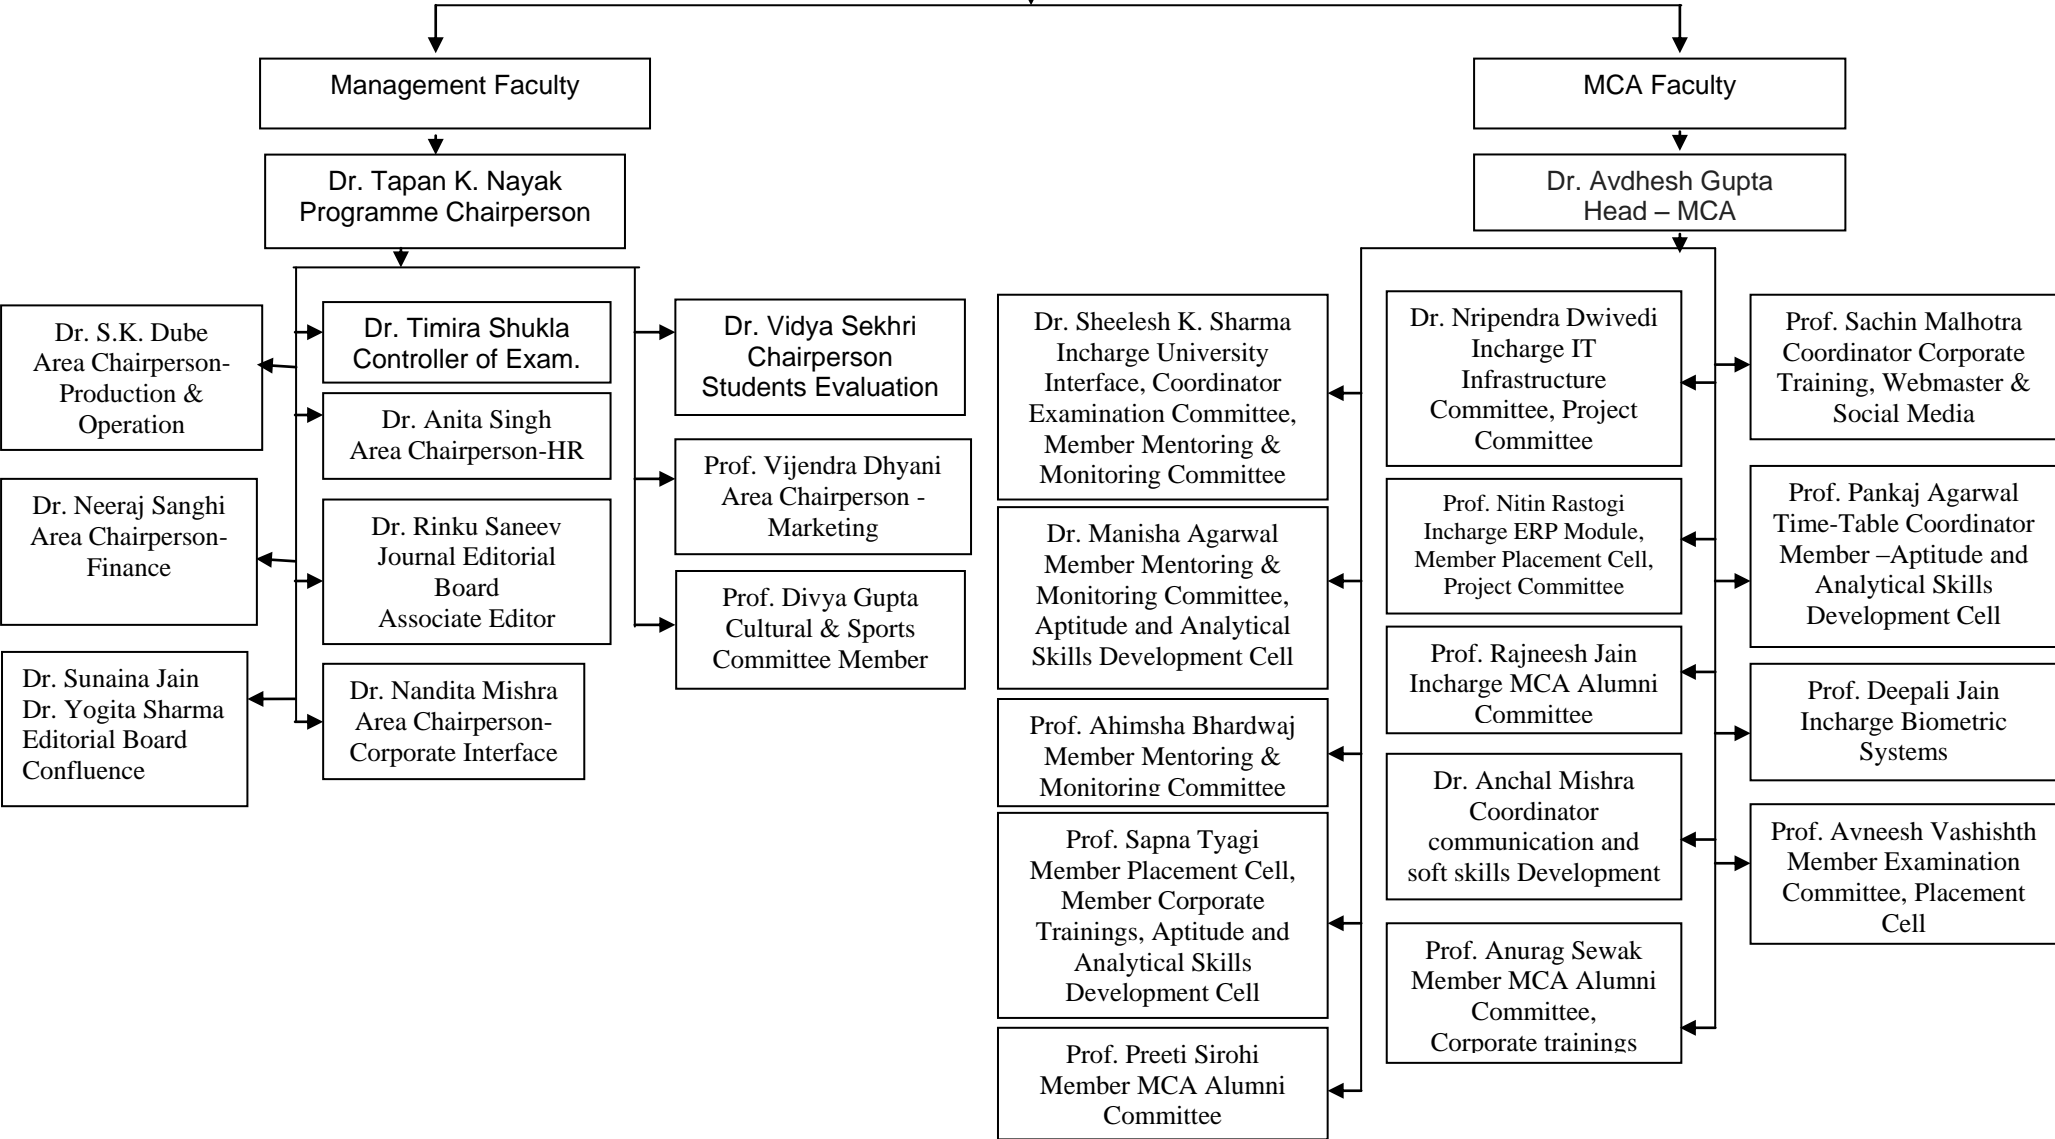 Management Faculty
MCA Faculty
Dr. Tapan K. Nayak
Programme Chairperson
Dr. Avdhesh Gupta
Head – MCA
Dr. S.K. Dube
Area Chairperson-
Production &
Operation
Dr. Neeraj Sanghi
Area Chairperson-
Finance
Dr. Sunaina Jain
Dr. Yogita Sharma
Editorial Board
Confluence
Dr. Timira Shukla
Controller of Exam.
Dr. Anita Singh
Area Chairperson-HR
Dr. Rinku Saneev
Journal Editorial
Board
Associate Editor
Dr. Nandita Mishra
Area Chairperson-
Corporate Interface
Dr. Vidya Sekhri
Chairperson
Students Evaluation
Prof. Vijendra Dhyani
Area Chairperson -
Marketing
Prof. Divya Gupta
Cultural & Sports
Committee Member
Dr. Sheelesh K. Sharma
Incharge University
Interface, Coordinator
Examination Committee,
Member Mentoring &
Monitoring Committee
Dr. Manisha Agarwal
Member Mentoring &
Monitoring Committee,
Aptitude and Analytical
Skills Development Cell
Prof. Ahimsha Bhardwaj
Member Mentoring &
Monitoring Committee
Prof. Sapna Tyagi
Member Placement Cell,
Member Corporate
Trainings, Aptitude and
Analytical Skills
Development Cell
Prof. Preeti Sirohi
Member MCA Alumni
Committee
Dr. Nripendra Dwivedi
Incharge IT
Infrastructure
Committee, Project
Committee
Prof. Nitin Rastogi
Incharge ERP Module,
Member Placement Cell,
Project Committee
Prof. Rajneesh Jain
Incharge MCA Alumni
Committee
Dr. Anchal Mishra
Coordinator
communication and
soft skills Development
Prof. Anurag Sewak
Member MCA Alumni
Committee,
Corporate trainings
Prof. Sachin Malhotra
Coordinator Corporate
Training, Webmaster &
Social Media
Prof. Pankaj Agarwal
Time-Table Coordinator
Member –Aptitude and
Analytical Skills
Development Cell
Prof. Deepali Jain
Incharge Biometric
Systems
Prof. Avneesh Vashishth
Member Examination
Committee, Placement
Cell